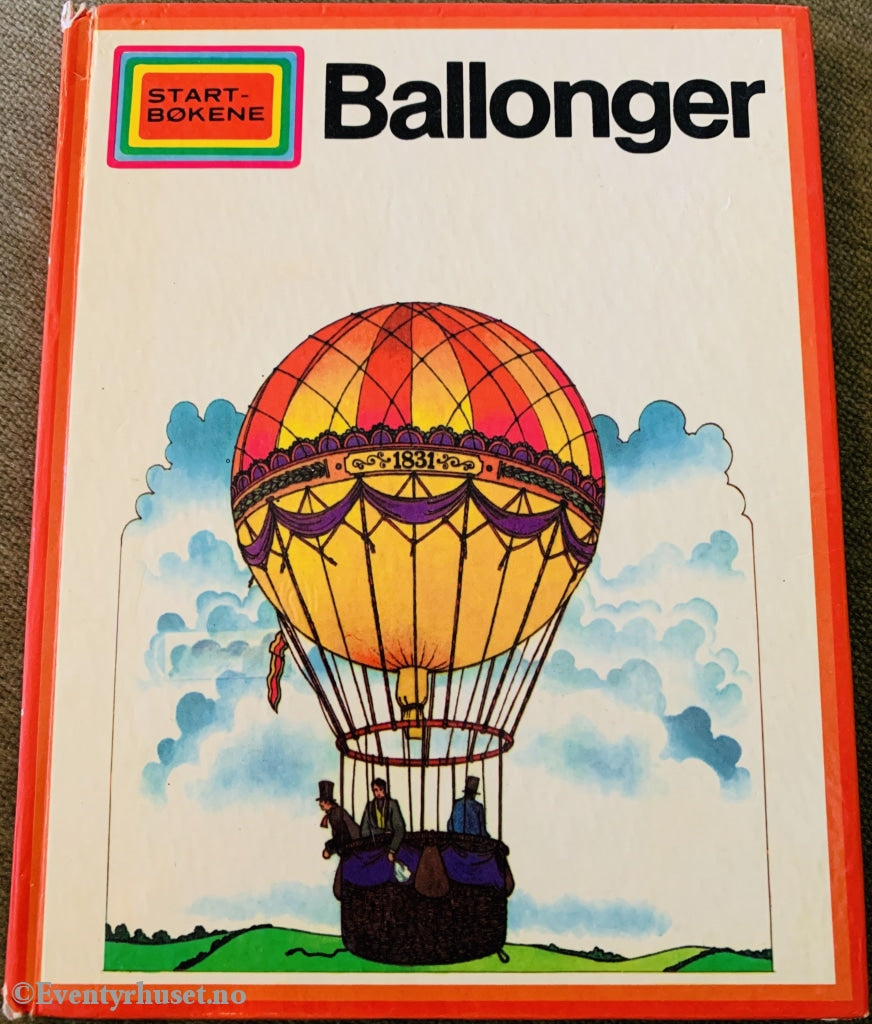 START-
BØKENE
Ballonger
1831
©Eventyrhuset.no